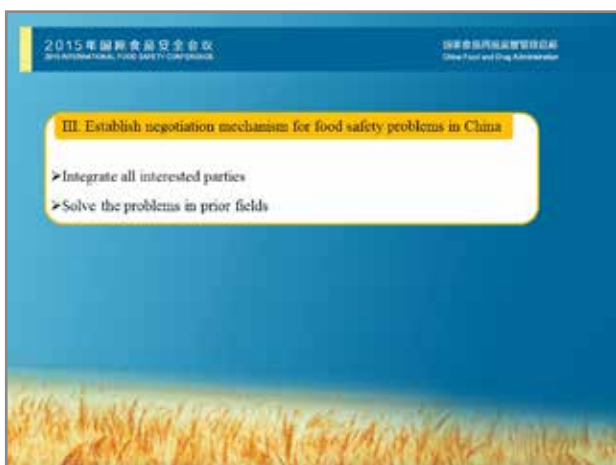 2015年国际食品安全会议
2015 INTERNATIONAL FOOD SAFETY CONFERENCE
国家食品药品监督管理总局
China Food and Drug Administration
III. Establish negotiation mechanism for food safety problems in China
➢Integrate all interested parties
➢Solve the problems in prior fields